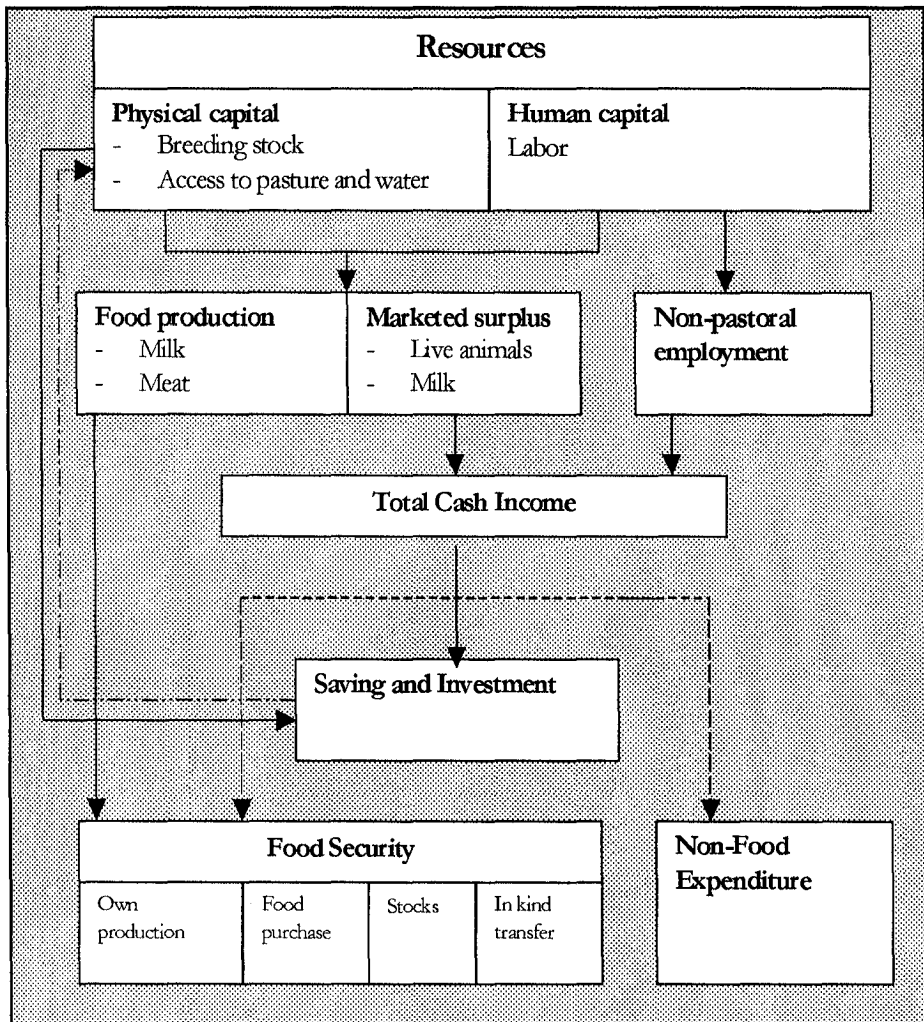 Resources
Physical capital
- Breeding stock
- Access to pasture and water
Human capital
Labor
Food production
- Milk
- Meat
Marketed surplus
- Live animals
- Milk
Non-pastoral
employment
Total Cash Income
Saving and Investment
Food Security
Own
production
Food
purchase
Stocks
In kind
transfer
Non-Food
Expenditure